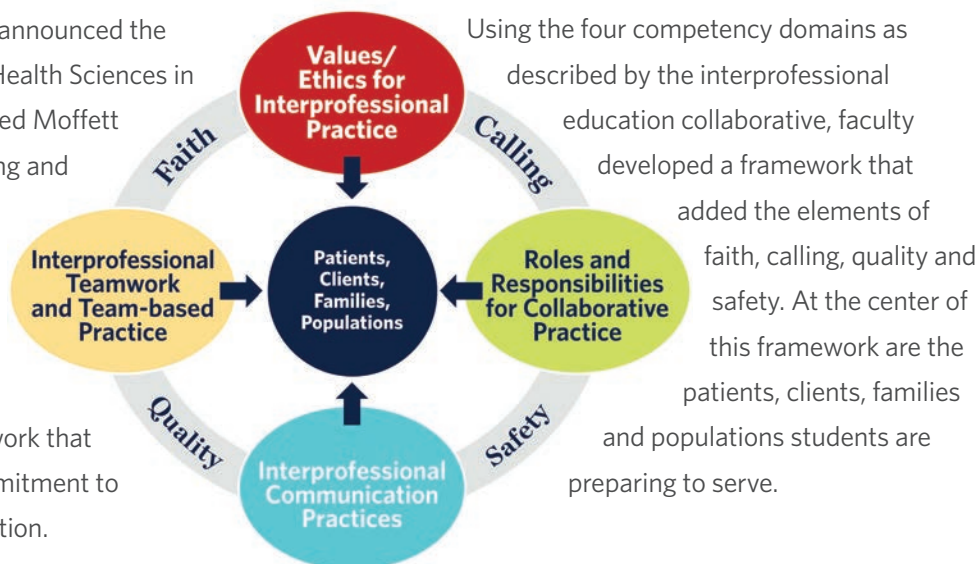 announced the
Health Sciences in
ed Moffett
ng and
work that
mitment to
tion.
Values/
Ethics for
Interprofessional
Practice
Faith
Calling
Interprofessional
Teamwork
and Team-based
Practice
Patients,
Clients,
Families,
Populations
Roles and
Responsibilities
for Collaborative
Practice
Quality
Safety
Interprofessional
Communication
Practices
Using the four competency domains as
described by the interprofessional
education collaborative, faculty
developed a framework that
added the elements of
faith, calling, quality and
safety. At the center of
this framework are the
patients, clients, families
and populations students are
preparing to serve.